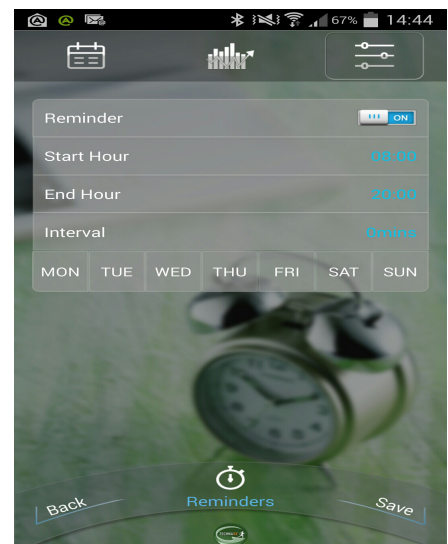 67% 14:44
Reminder ON
Start Hour 08:00
End Hour 20:00
Interval 0mins
MON TUE WED THU FRI SAT SUN
Reminders
Back Save